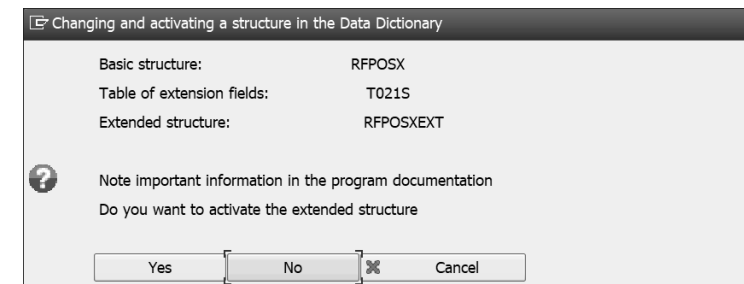 Changing and activating a structure in the Data Dictionary
Basic structure: RFPOSX
Table of extension fields: T021S
Extended structure: RFPOSXEXT
Note important information in the program documentation
Do you want to activate the extended structure
Yes No Cancel